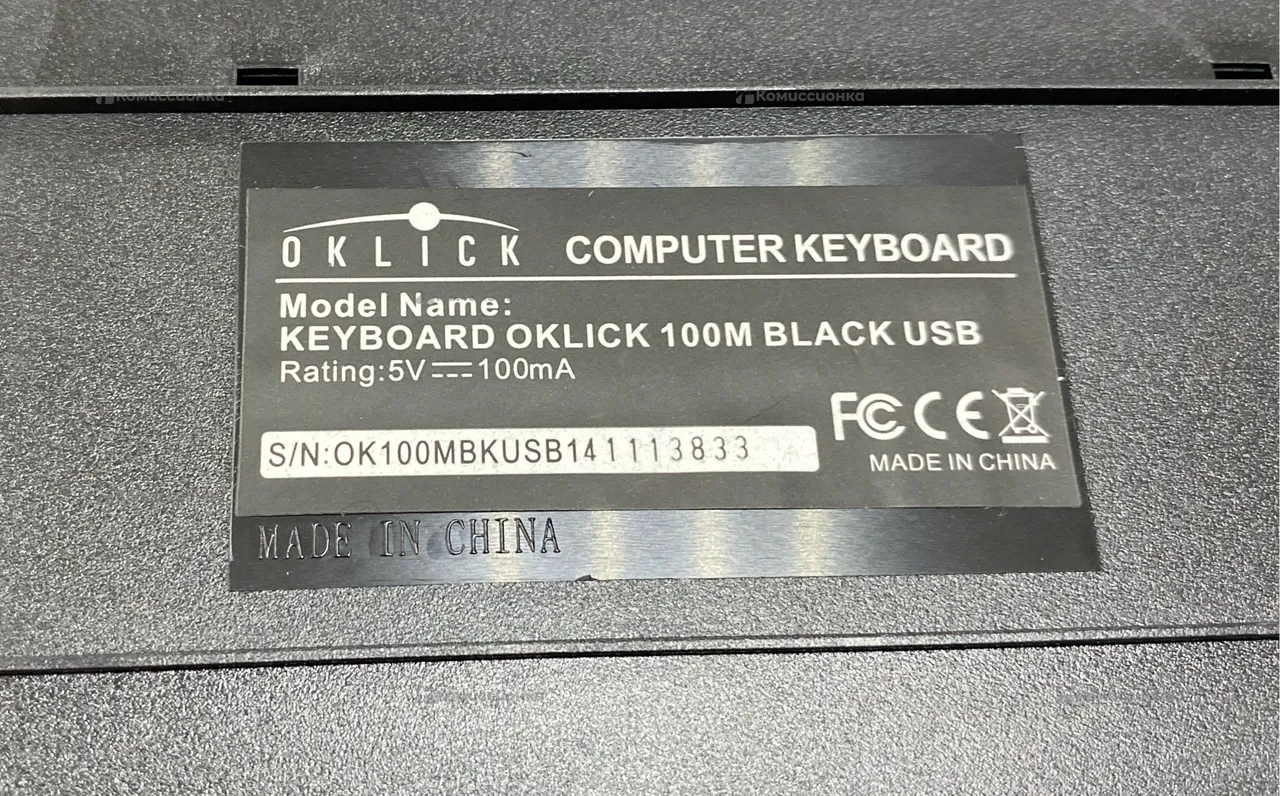 Комиссионка
Комиссионка
OKLICK COMPUTER KEYBOARD
Model Name:
KEYBOARD OKLICK 100M BLACK USB
Rating:5V⎓100mA
FC CE
S/N:OK100MBKUSB141113833
MADE IN CHINA
MADE IN CHINA